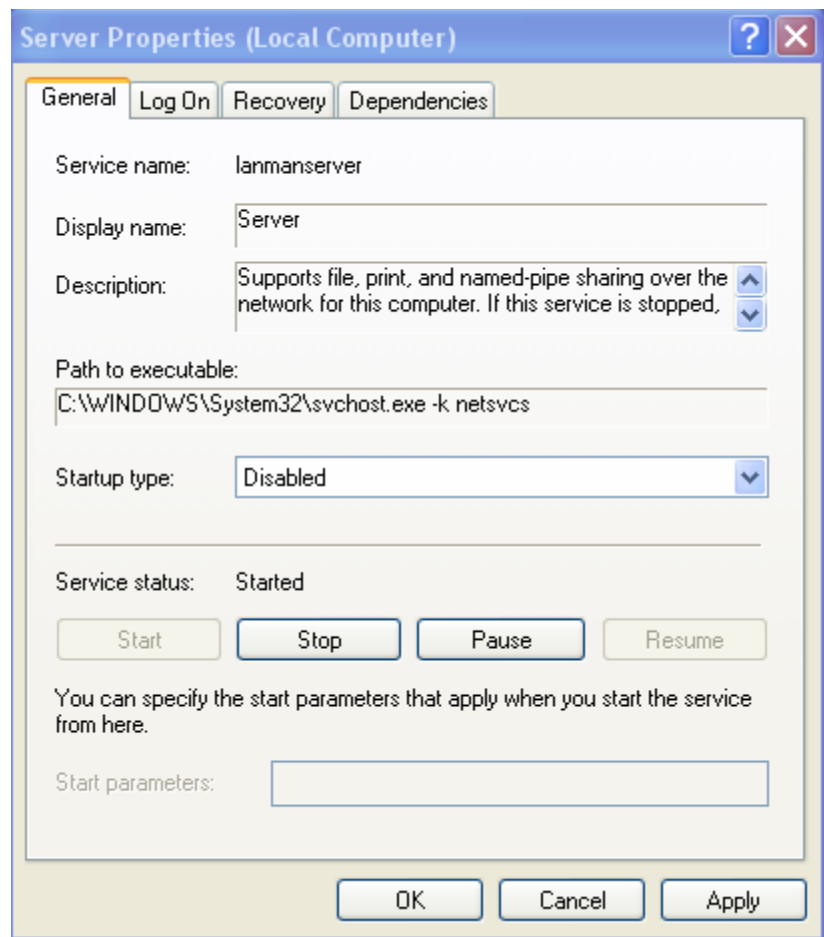 Server Properties (Local Computer)
?
General Log On Recovery Dependencies
Service name: lanmanserver
Display name: Server
Description: Supports file, print, and named-pipe sharing over the
network for this computer. If this service is stopped,
Path to executable:
C:\WINDOWS\System32\svchost.exe -k netsvcs
Startup type: Disabled
Service status: Started
Start Stop Pause Resume
You can specify the start parameters that apply when you start the service
from here.
Start parameters:
OK Cancel Apply